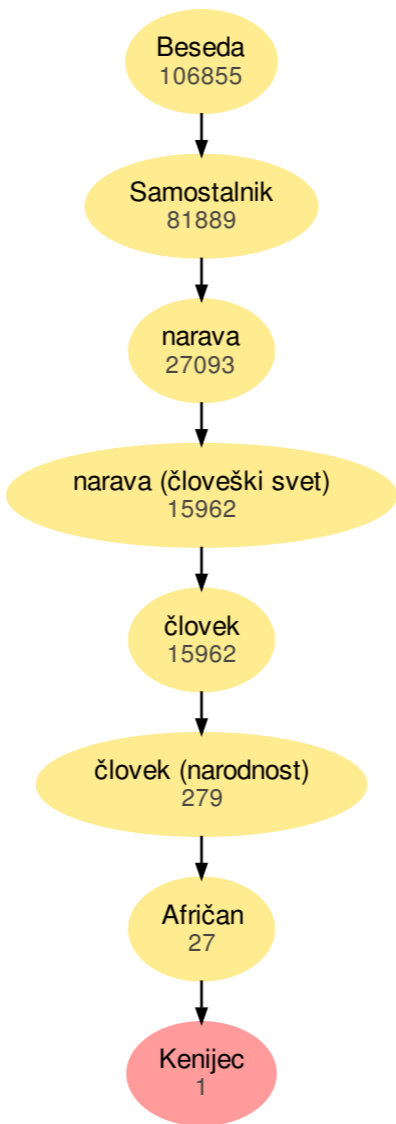 Beseda
106855
Samostalnik
81889
narava
27093
narava (človeški svet)
15962
človek
15962
človek (narodnost)
279
Afričan
27
Kenijec
1